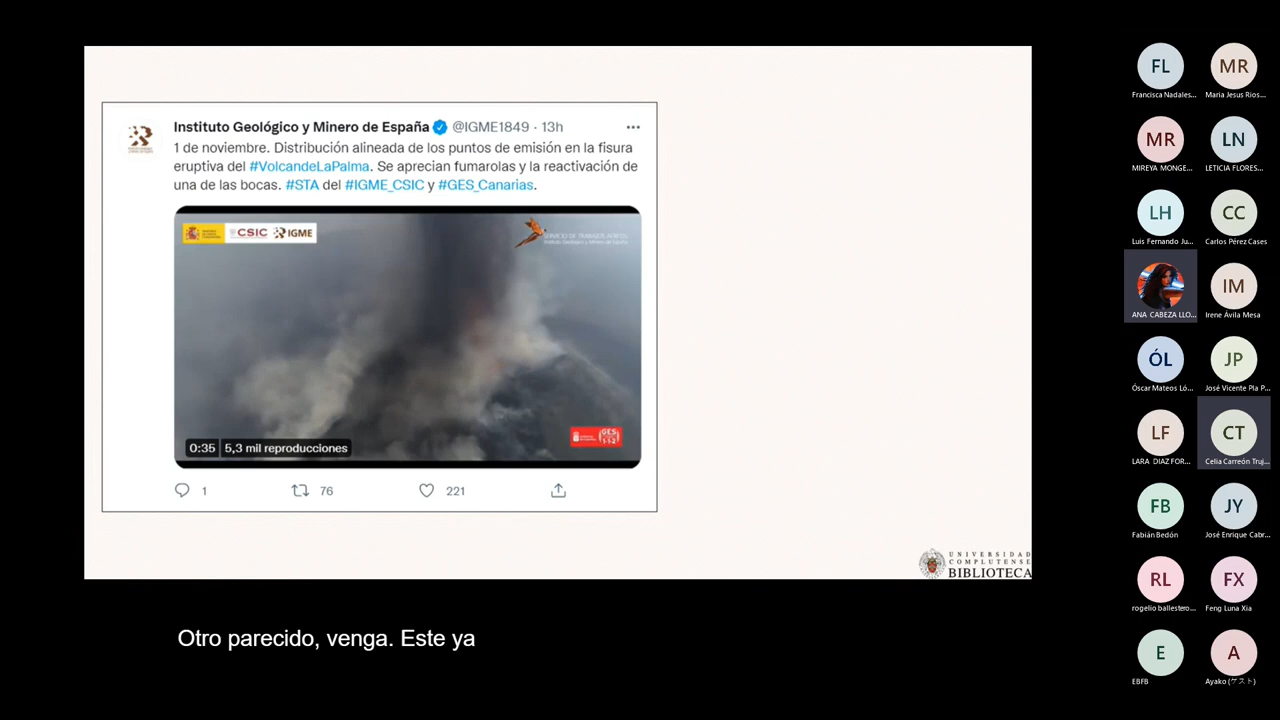 Instituto Geológico y Minero de España @IGME1849 · 13h
1 de noviembre. Distribución alineada de los puntos de emisión en la fisura
eruptiva del #VolcandeLaPalma. Se aprecian fumarolas y la reactivación de
una de las bocas. #STA del #IGME_CSIC y #GES_Canarias.
CSIC IGME
0:35 5,3 mil reproducciones
1 76 221
UNIVERSIDAD
COMPLUTENSE
BIBLIOTECA
Otro parecido, venga. Este ya
FL MR
Francisca Nadales... Maria Jesus Ríos...
MR LN
MIREYA MONGE... LETICIA FLORES...
LH CC
Luis Fernando Ju... Carlos Pérez Cases
IM
ANA CABEZA LLO... Irene Ávila Mesa
ÓL JP
Óscar Mateos Ló... José Vicente Pla P...
LF CT
LARA DIAZ FOR... Celia Carreón Truj...
FB JY
Fabián Bedón José Enrique Cabr...
RL FX
rogelio ballestero... Feng Luna Xia
E A
EBFB Ayako (ゲスト)